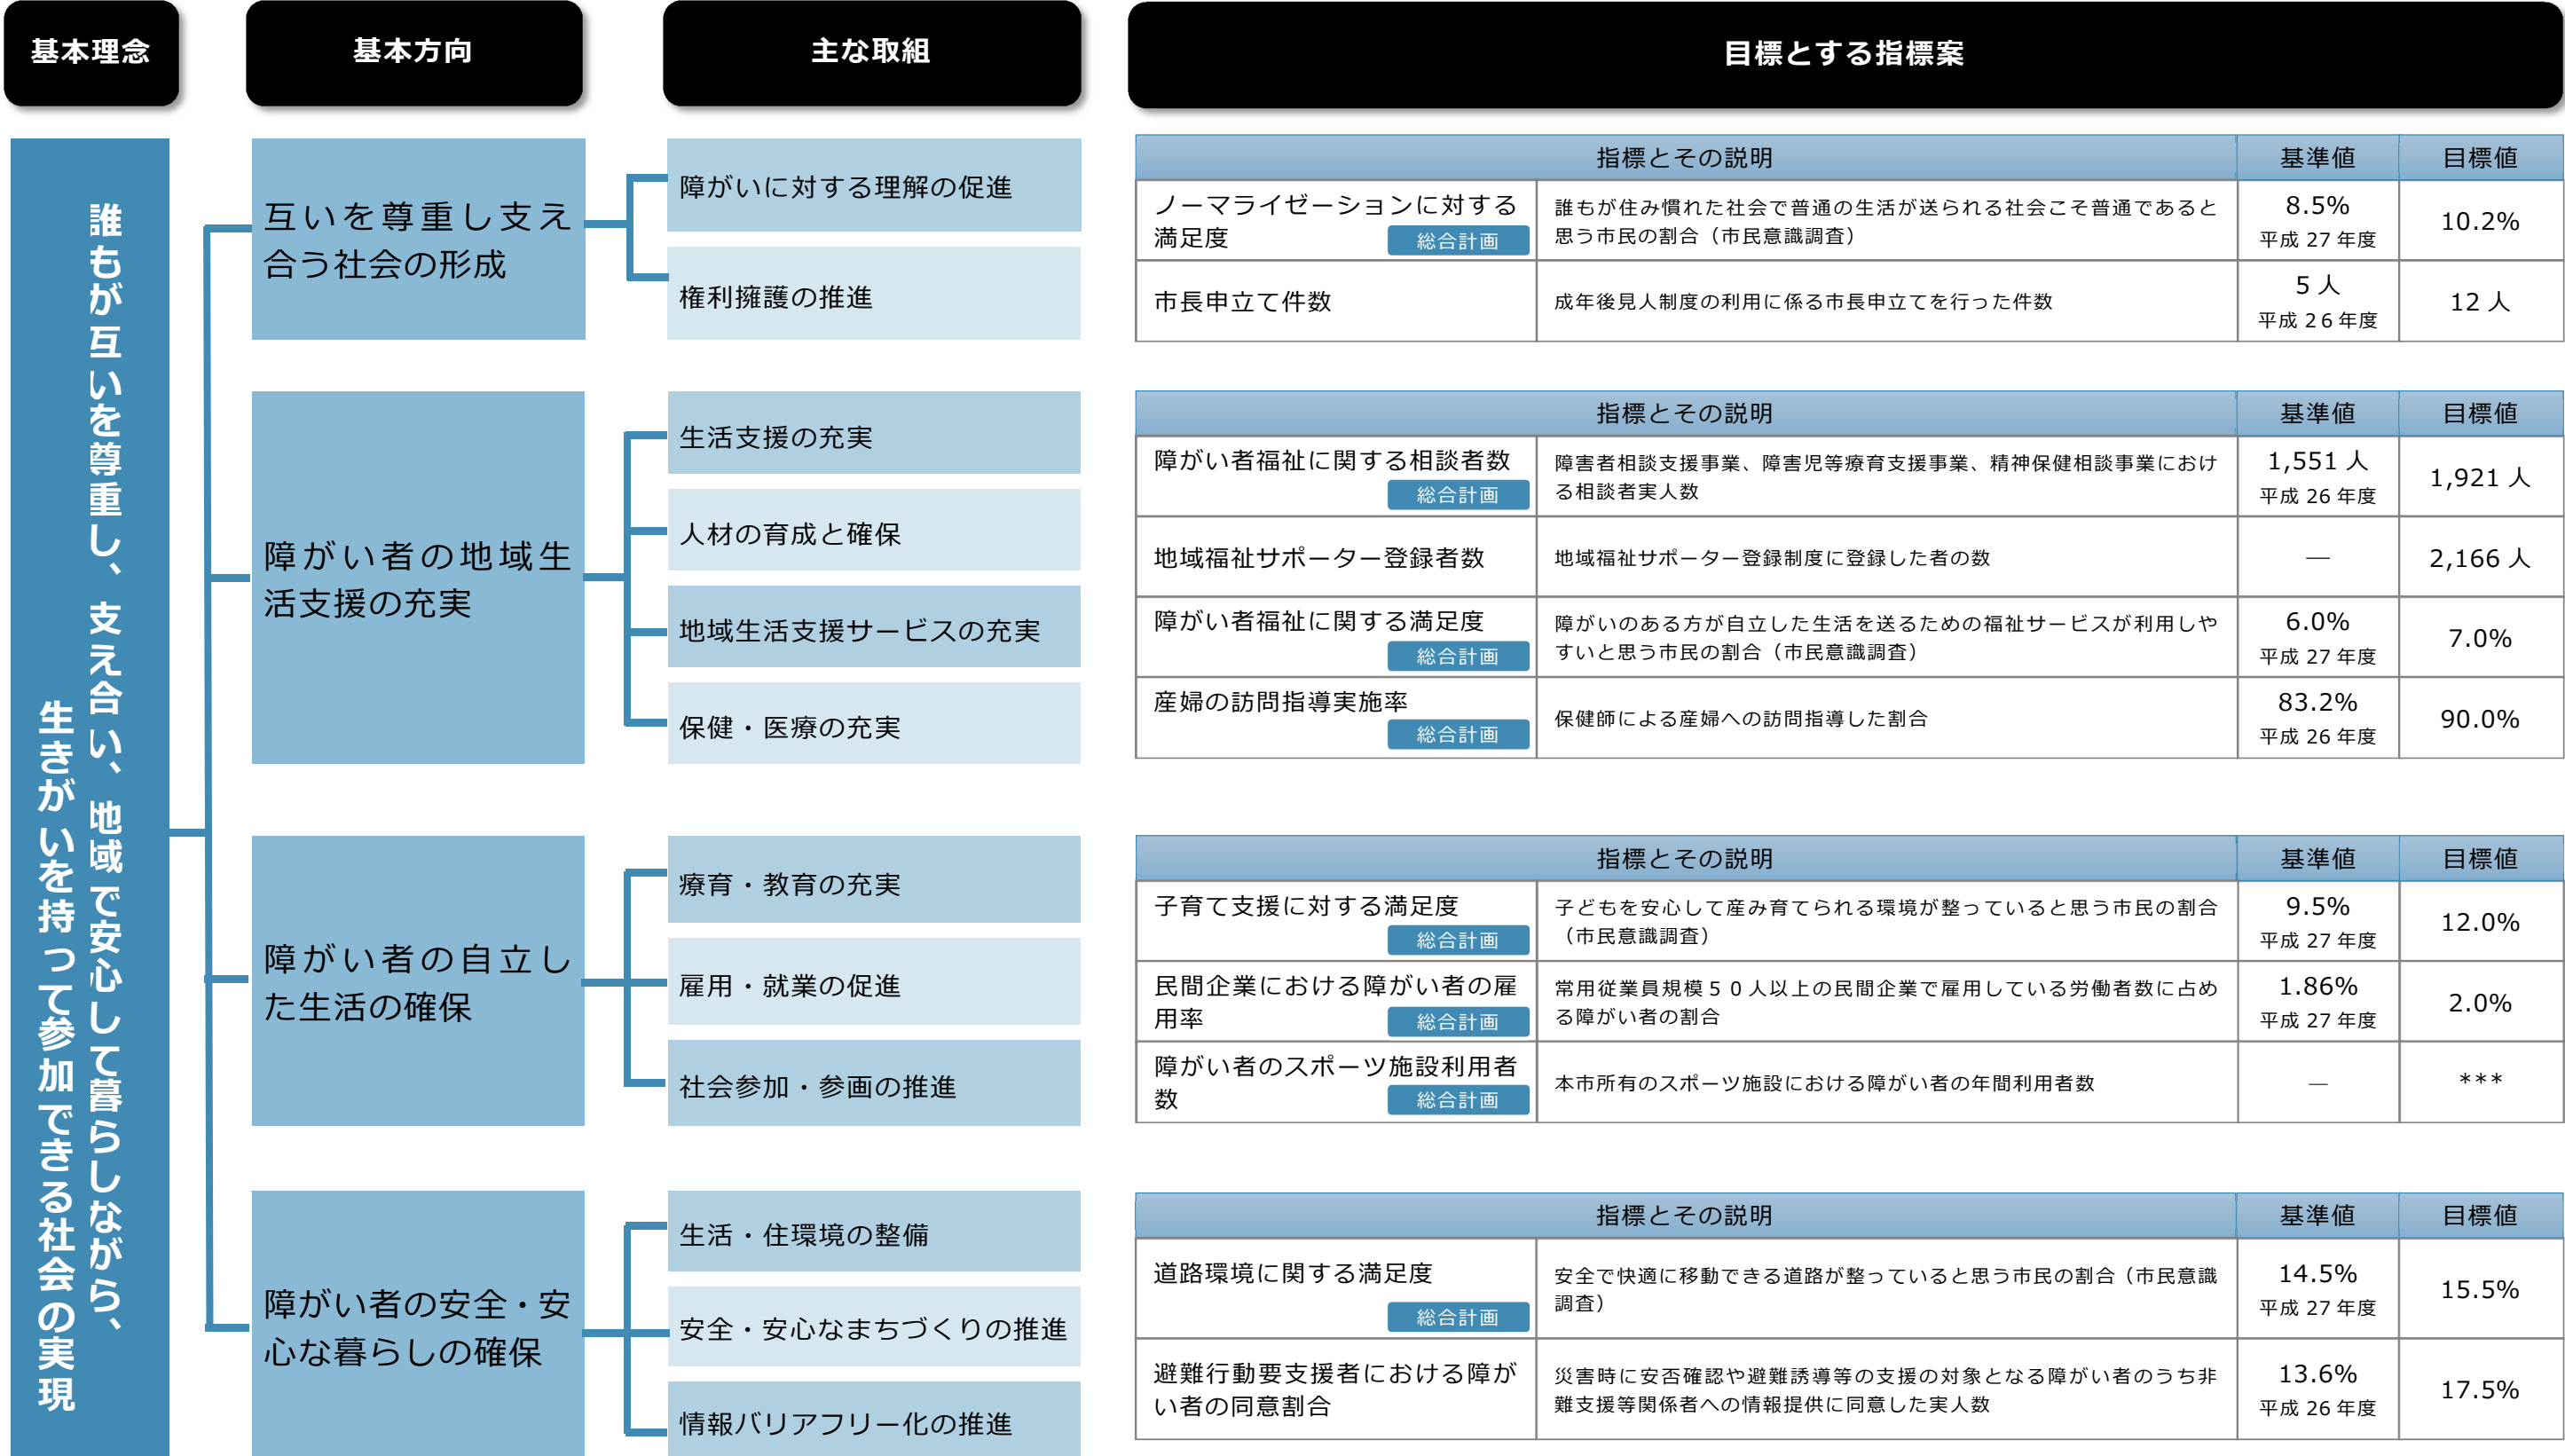 基本理念
基本方向
主な取組
目標とする指標案
誰もが互いを尊重し、支え合い、地域で安心して暮らしながら、
生きがいを持って参加できる社会の実現
互いを尊重し支え
合う社会の形成
障がいに対する理解の促進
権利擁護の推進
指標とその説明
基準値
目標値
ノーマライゼーションに対する
満足度
総合計画
誰もが住み慣れた社会で普通の生活が送られる社会こそ普通であると
思う市民の割合（市民意識調査）
8.5%
平成 27 年度
10.2%
市長申立て件数
成年後見人制度の利用に係る市長申立てを行った件数
5 人
平成２６年度
12 人
障がい者の地域生
活支援の充実
生活支援の充実
人材の育成と確保
地域生活支援サービスの充実
保健・医療の充実
指標とその説明
基準値
目標値
障がい者福祉に関する相談者数
総合計画
障害者相談支援事業、障害児等療育支援事業、精神保健相談事業におけ
る相談者実人数
1,551 人
平成 26 年度
1,921 人
地域福祉サポーター登録者数
地域福祉サポーター登録制度に登録した者の数
―
2,166 人
障がい者福祉に関する満足度
総合計画
障がいのある方が自立した生活を送るための福祉サービスが利用しや
すいと思う市民の割合（市民意識調査）
6.0%
平成 27 年度
7.0%
産婦の訪問指導実施率
総合計画
保健師による産婦への訪問指導した割合
83.2%
平成 26 年度
90.0%
障がい者の自立し
た生活の確保
療育・教育の充実
雇用・就業の促進
社会参加・参画の推進
指標とその説明
基準値
目標値
子育て支援に対する満足度
総合計画
子どもを安心して産み育てられる環境が整っていると思う市民の割合
（市民意識調査）
9.5%
平成 27 年度
12.0%
民間企業における障がい者の雇
用率
総合計画
常用従業員規模５０人以上の民間企業で雇用している労働者数に占め
る障がい者の割合
1.86%
平成 27 年度
2.0%
障がい者のスポーツ施設利用者
数
総合計画
本市所有のスポーツ施設における障がい者の年間利用者数
―
***
障がい者の安全・安
心な暮らしの確保
生活・住環境の整備
安全・安心なまちづくりの推進
情報バリアフリー化の推進
指標とその説明
基準値
目標値
道路環境に関する満足度
総合計画
安全で快適に移動できる道路が整っていると思う市民の割合（市民意識
調査）
14.5%
平成 27 年度
15.5%
避難行動要支援者における障が
い者の同意割合
災害時に安否確認や避難誘導等の支援の対象となる障がい者のうち非
難支援等関係者への情報提供に同意した実人数
13.6%
平成 26 年度
17.5%